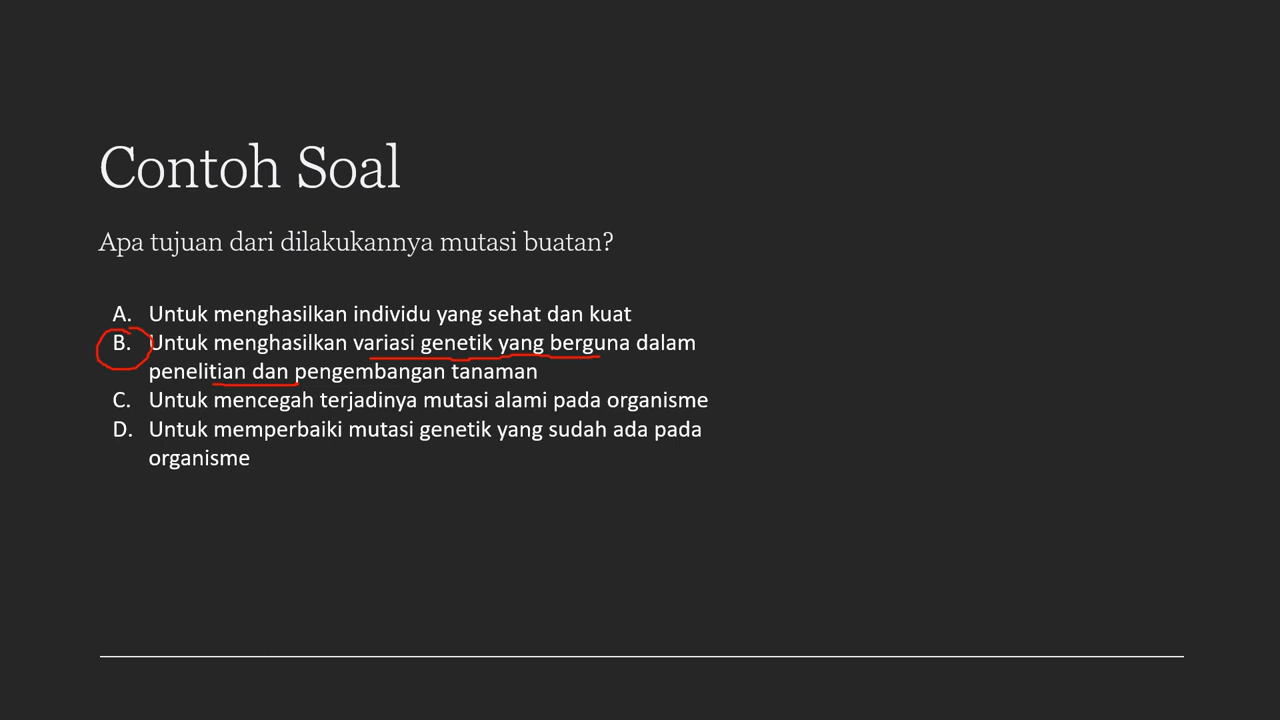 Contoh Soal
Apa tujuan dari dilakukannya mutasi buatan?
A. Untuk menghasilkan individu yang sehat dan kuat
B. Untuk menghasilkan variasi genetik yang berguna dalam
penelitian dan pengembangan tanaman
C. Untuk mencegah terjadinya mutasi alami pada organisme
D. Untuk memperbaiki mutasi genetik yang sudah ada pada
organisme